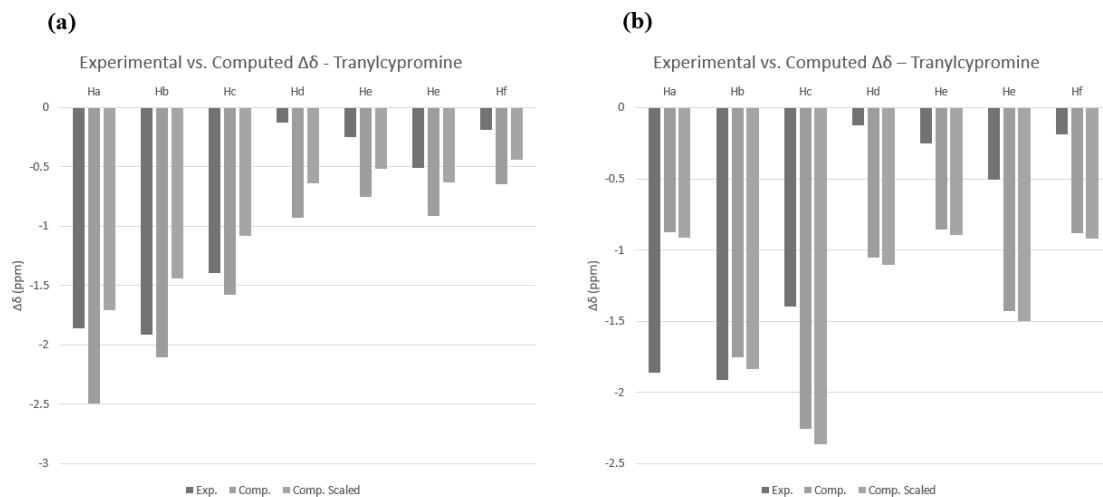 (a)
Experimental vs. Computed Δδ - Tranylcypromine
Ha Hb Hc Hd He He Hf
0
-0.5
-1
-1.5
-2
-2.5
-3
Δδ (ppm)
Exp. Comp. Comp. Scaled
(b)
Experimental vs. Computed Δδ – Tranylcypromine
Ha Hb Hc Hd He He Hf
0
-0.5
-1
-1.5
-2
-2.5
Δδ (ppm)
Exp. Comp. Comp. Scaled